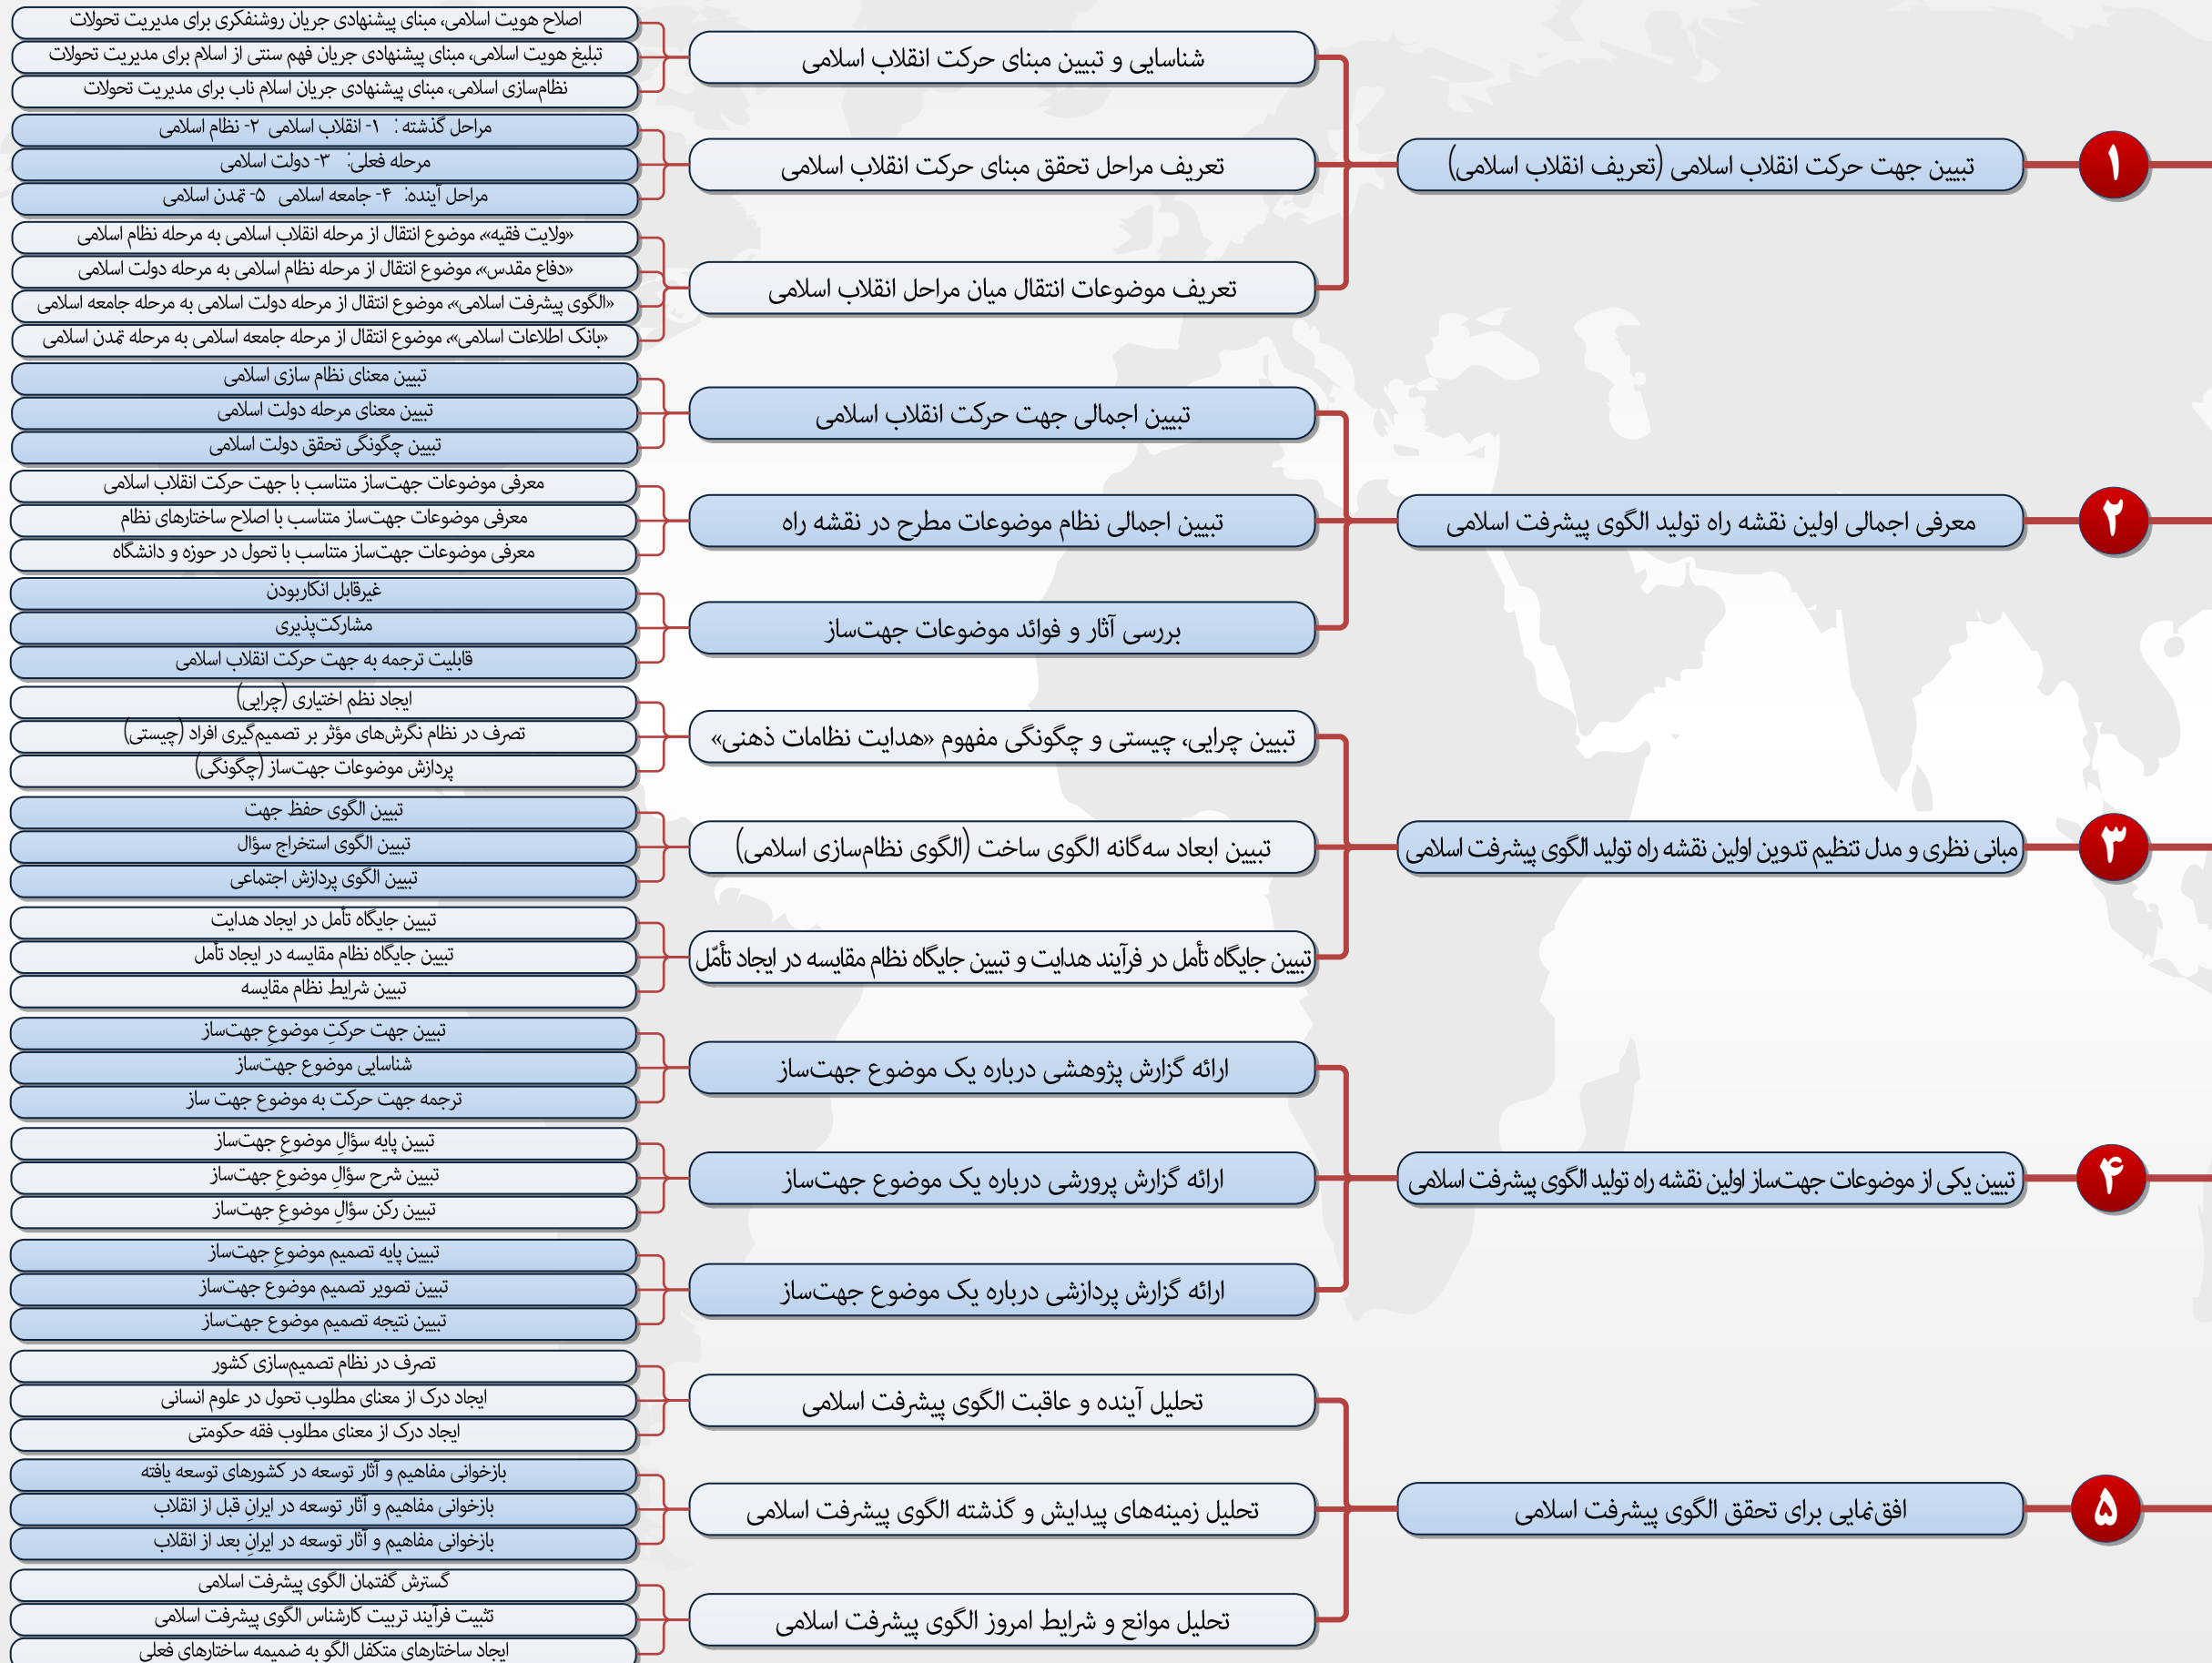 ۱
تبیین جهت حرکت انقلاب اسلامی (تعریف انقلاب اسلامی)
شناسایی و تبیین مبنای حرکت انقلاب اسلامی
اصلاح هویت اسلامی، مبنای پیشنهادی جریان روشنفکری برای مدیریت تحولات
تبلیغ هویت اسلامی، مبنای پیشنهادی جریان فهم سنتی از اسلام برای مدیریت تحولات
نظام‌سازی اسلامی، مبنای پیشنهادی جریان اسلام ناب برای مدیریت تحولات
تعریف مراحل تحقق مبنای حرکت انقلاب اسلامی
مراحل گذشته : ۱- انقلاب اسلامی ۲- نظام اسلامی
مرحله فعلی: ۳- دولت اسلامی
مراحل آینده: ۴- جامعه اسلامی ۵- تمدن اسلامی
تعریف موضوعات انتقال میان مراحل انقلاب اسلامی
«ولایت فقیه»، موضوع انتقال از مرحله انقلاب اسلامی به مرحله نظام اسلامی
«دفاع مقدس»، موضوع انتقال از مرحله نظام اسلامی به مرحله دولت اسلامی
«الگوی پیشرفت اسلامی»، موضوع انتقال از مرحله دولت اسلامی به مرحله جامعه اسلامی
«بانک اطلاعات اسلامی»، موضوع انتقال از مرحله جامعه اسلامی به مرحله تمدن اسلامی
۲
معرفی اجمالی اولین نقشه راه تولید الگوی پیشرفت اسلامی
تبیین اجمالی جهت حرکت انقلاب اسلامی
تبیین معنای نظام سازی اسلامی
تبیین معنای مرحله دولت اسلامی
تبیین چگونگی تحقق دولت اسلامی
تبیین اجمالی نظام موضوعات مطرح در نقشه راه
معرفی موضوعات جهت‌ساز متناسب با جهت حرکت انقلاب اسلامی
معرفی موضوعات جهت‌ساز متناسب با اصلاح ساختارهای نظام
معرفی موضوعات جهت‌ساز متناسب با تحول در حوزه و دانشگاه
بررسی آثار و فوائد موضوعات جهت‌ساز
غیرقابل انکاربودن
مشارکت‌پذیری
قابلیت ترجمه به جهت حرکت انقلاب اسلامی
۳
مبانی نظری و مدل تنظیم تدوین اولین نقشه راه تولید الگوی پیشرفت اسلامی
تبیین چرایی، چیستی و چگونگی مفهوم «هدایت نظامات ذهنی»
ایجاد نظم اختیاری (چرایی)
تصرف در نظام نگرش‌های مؤثر بر تصمیم‌گیری افراد (چیستی)
پردازش موضوعات جهت‌ساز (چگونگی)
تبیین ابعاد سه‌گانه الگوی ساخت (الگوی نظام‌سازی اسلامی)
تبیین الگوی حفظ جهت
تبیین الگوی استخراج سؤال
تبیین الگوی پردازش اجتماعی
تبیین جایگاه تأمل در فرآیند هدایت و تبیین جایگاه نظام مقایسه در ایجاد تأمّل
تبیین جایگاه تأمل در ایجاد هدایت
تبیین جایگاه نظام مقایسه در ایجاد تأمل
تبیین شرایط نظام مقایسه
۴
تبیین یکی از موضوعات جهت‌ساز اولین نقشه راه تولید الگوی پیشرفت اسلامی
ارائه گزارش پژوهشی درباره یک موضوع جهت‌ساز
تبیین جهت حرکتِ موضوعِ جهت‌ساز
شناسایی موضوع جهت‌ساز
ترجمه جهت حرکت به موضوع جهت ساز
ارائه گزارش پرورشی درباره یک موضوع جهت‌ساز
تبیین پایه سؤالِ موضوعِ جهت‌ساز
تبیین شرح سؤالِ موضوعِ جهت‌ساز
تبیین رکن سؤالِ موضوعِ جهت‌ساز
ارائه گزارش پردازشی درباره یک موضوع جهت‌ساز
تبیین پایه تصمیم موضوعِ جهت‌ساز
تبیین تصویر تصمیم موضوع جهت‌ساز
تبیین نتیجه تصمیم موضوع جهت‌ساز
۵
افق‌نمایی برای تحقق الگوی پیشرفت اسلامی
تحلیل آینده و عاقبت الگوی پیشرفت اسلامی
تصرف در نظام تصمیم‌سازی کشور
ایجاد درک از معنای مطلوب تحول در علوم انسانی
ایجاد درک از معنای مطلوب فقه حکومتی
تحلیل زمینه‌های پیدایش و گذشته الگوی پیشرفت اسلامی
بازخوانی مفاهیم و آثار توسعه در کشورهای توسعه یافته
بازخوانی مفاهیم و آثار توسعه در ایرانِ قبل از انقلاب
بازخوانی مفاهیم و آثار توسعه در ایرانِ بعد از انقلاب
تحلیل موانع و شرایط امروز الگوی پیشرفت اسلامی
گسترش گفتمان الگوی پیشرفت اسلامی
تثبیت فرآیند تربیت کارشناس الگوی پیشرفت اسلامی
ایجاد ساختارهای متکفل الگو به ضمیمه ساختارهای فعلی